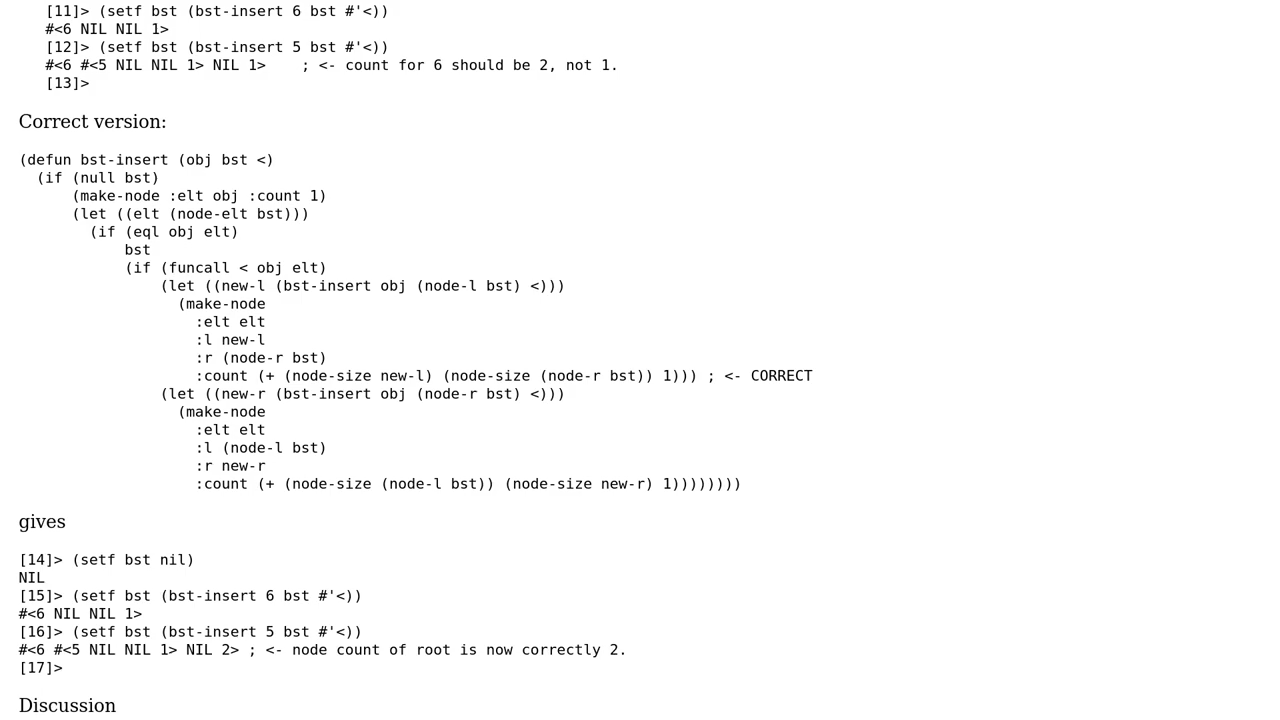 [11]> (setf bst (bst-insert 6 bst #'<))
   #<6 NIL NIL 1>
   [12]> (setf bst (bst-insert 5 bst #'<))
   #<6 #<5 NIL NIL 1> NIL 1>    ; <- count for 6 should be 2, not 1.
   [13]>
Correct version:
(defun bst-insert (obj bst <)
  (if (null bst)
      (make-node :elt obj :count 1)
      (let ((elt (node-elt bst)))
        (if (eql obj elt)
            bst
            (if (funcall < obj elt)
                (let ((new-l (bst-insert obj (node-l bst) <)))
                  (make-node
                    :elt elt
                    :l new-l
                    :r (node-r bst)
                    :count (+ (node-size new-l) (node-size (node-r bst)) 1))) ; <- CORRECT
                (let ((new-r (bst-insert obj (node-r bst) <)))
                  (make-node
                    :elt elt
                    :l (node-l bst)
                    :r new-r
                    :count (+ (node-size (node-l bst)) (node-size new-r) 1))))))))
gives
[14]> (setf bst nil)
NIL
[15]> (setf bst (bst-insert 6 bst #'<))
#<6 NIL NIL 1>
[16]> (setf bst (bst-insert 5 bst #'<))
#<6 #<5 NIL NIL 1> NIL 2> ; <- node count of root is now correctly 2.
[17]>
Discussion